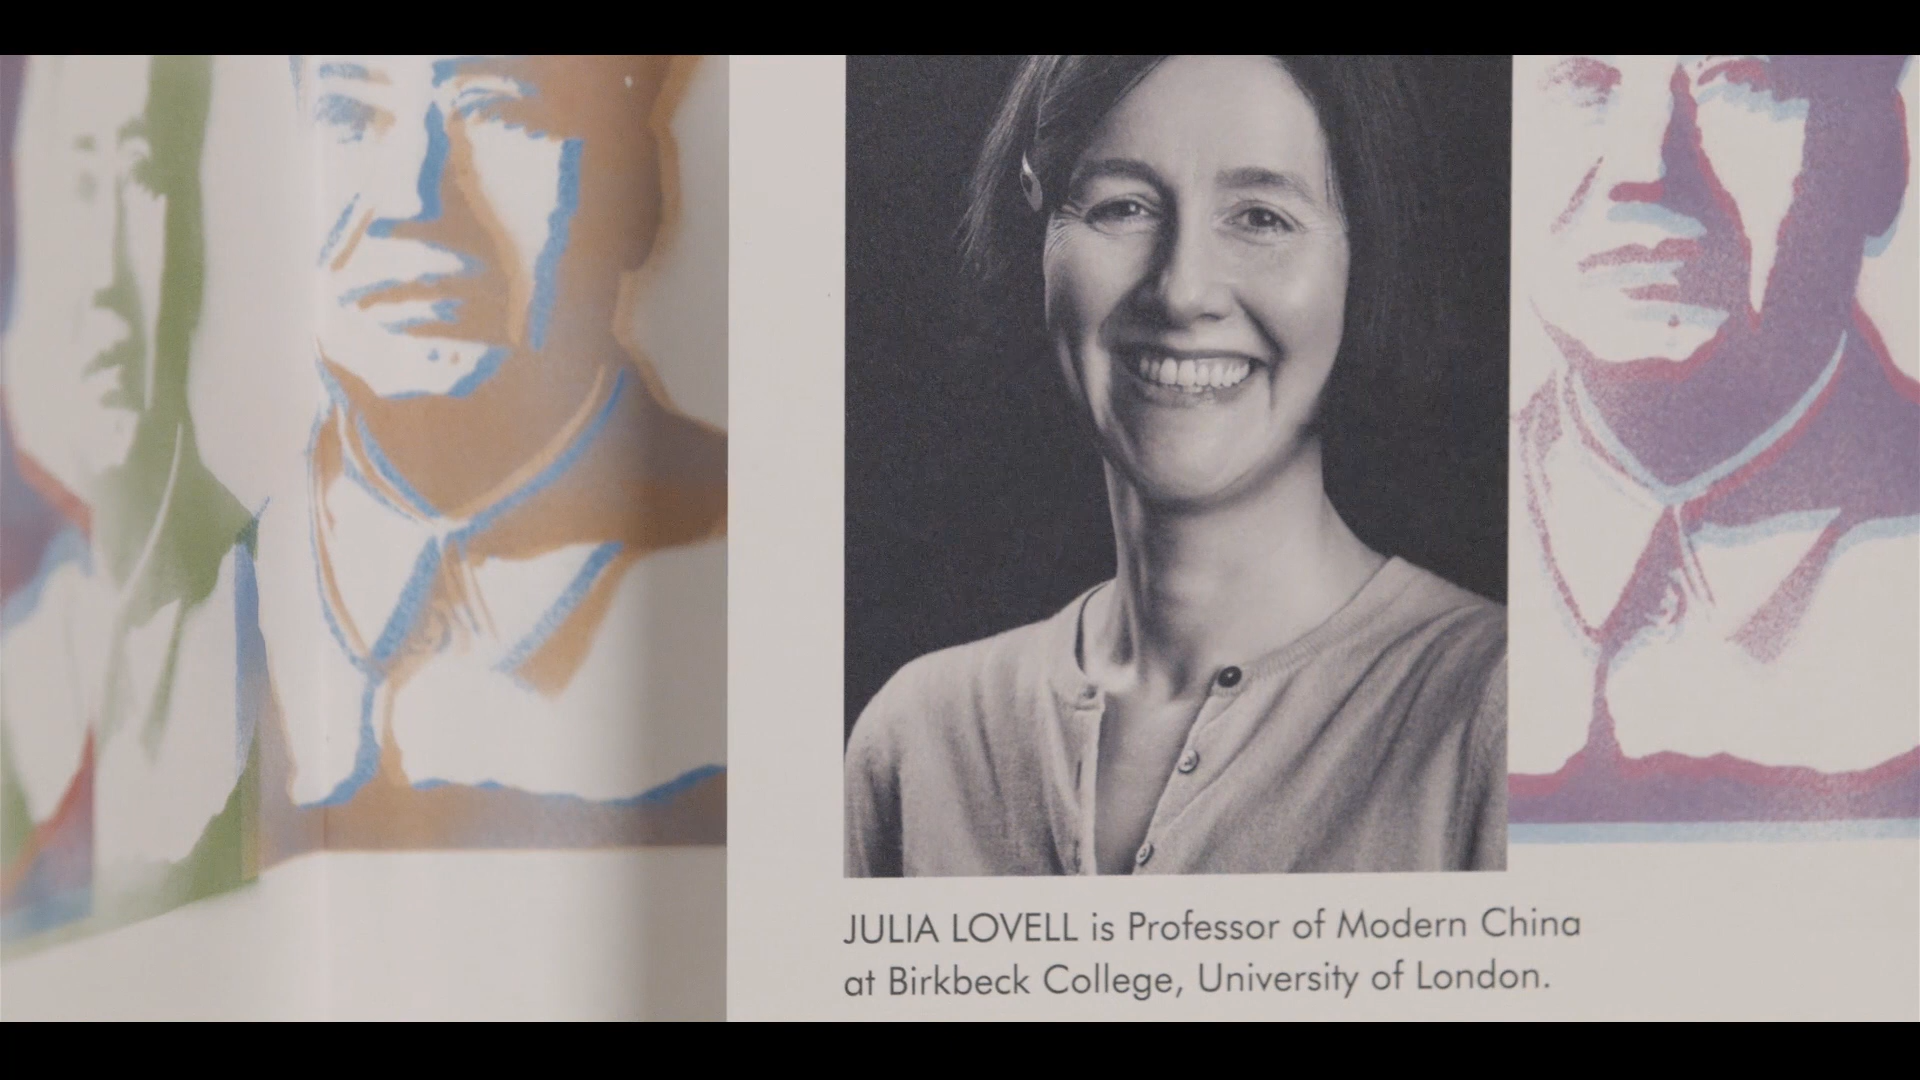 JULIA LOVELL is Professor of Modern China
at Birkbeck College, University of London.